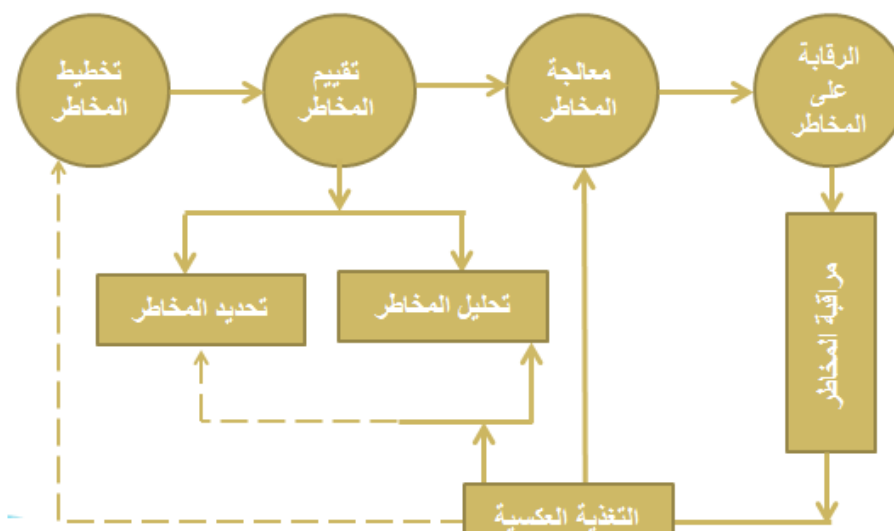 تخطيط
المخاطر
تقييم
المخاطر
معالجة
المخاطر
الرقابة
على
المخاطر
تحديد المخاطر
تحليل المخاطر
مراقبة المخاطر
التغذية العكسية